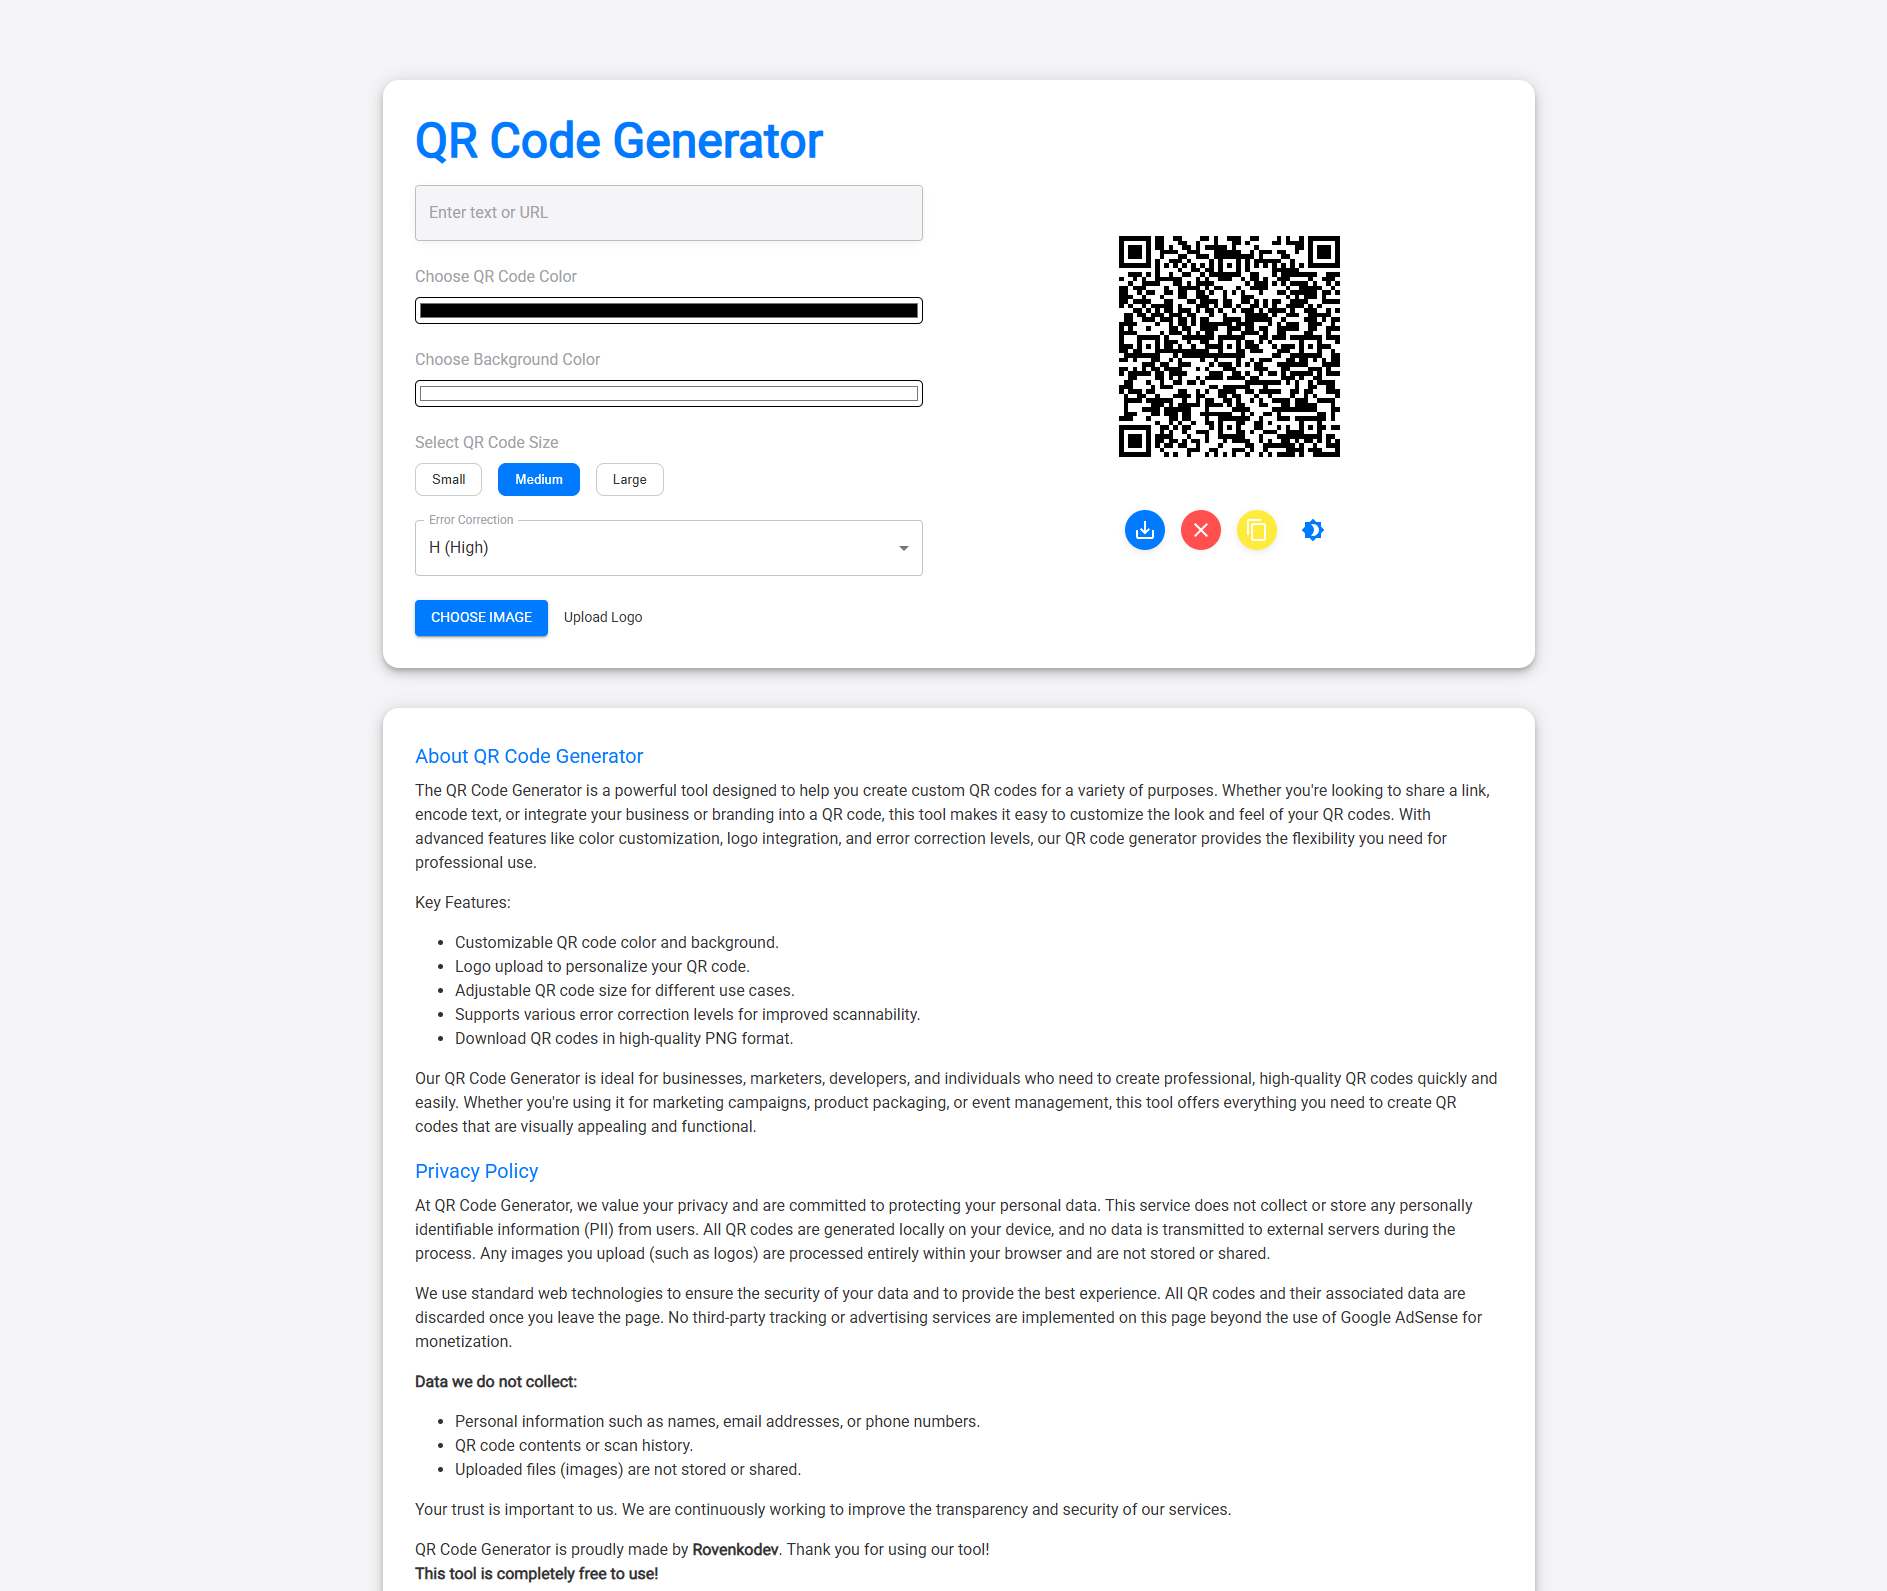 QR Code Generator
Enter text or URL
Choose QR Code Color
Choose Background Color
Select QR Code Size
Small Medium Large
Error Correction
H (High)
CHOOSE IMAGE Upload Logo
About QR Code Generator
The QR Code Generator is a powerful tool designed to help you create custom QR codes for a variety of purposes. Whether you're looking to share a link,
encode text, or integrate your business or branding into a QR code, this tool makes it easy to customize the look and feel of your QR codes. With
advanced features like color customization, logo integration, and error correction levels, our QR code generator provides the flexibility you need for
professional use.
Key Features:
• Customizable QR code color and background.
• Logo upload to personalize your QR code.
• Adjustable QR code size for different use cases.
• Supports various error correction levels for improved scannability.
• Download QR codes in high-quality PNG format.
Our QR Code Generator is ideal for businesses, marketers, developers, and individuals who need to create professional, high-quality QR codes quickly and
easily. Whether you're using it for marketing campaigns, product packaging, or event management, this tool offers everything you need to create QR
codes that are visually appealing and functional.
Privacy Policy
At QR Code Generator, we value your privacy and are committed to protecting your personal data. This service does not collect or store any personally
identifiable information (PII) from users. All QR codes are generated locally on your device, and no data is transmitted to external servers during the
process. Any images you upload (such as logos) are processed entirely within your browser and are not stored or shared.
We use standard web technologies to ensure the security of your data and to provide the best experience. All QR codes and their associated data are
discarded once you leave the page. No third-party tracking or advertising services are implemented on this page beyond the use of Google AdSense for
monetization.
Data we do not collect:
• Personal information such as names, email addresses, or phone numbers.
• QR code contents or scan history.
• Uploaded files (images) are not stored or shared.
Your trust is important to us. We are continuously working to improve the transparency and security of our services.
QR Code Generator is proudly made by Rovenkodev. Thank you for using our tool!
This tool is completely free to use!